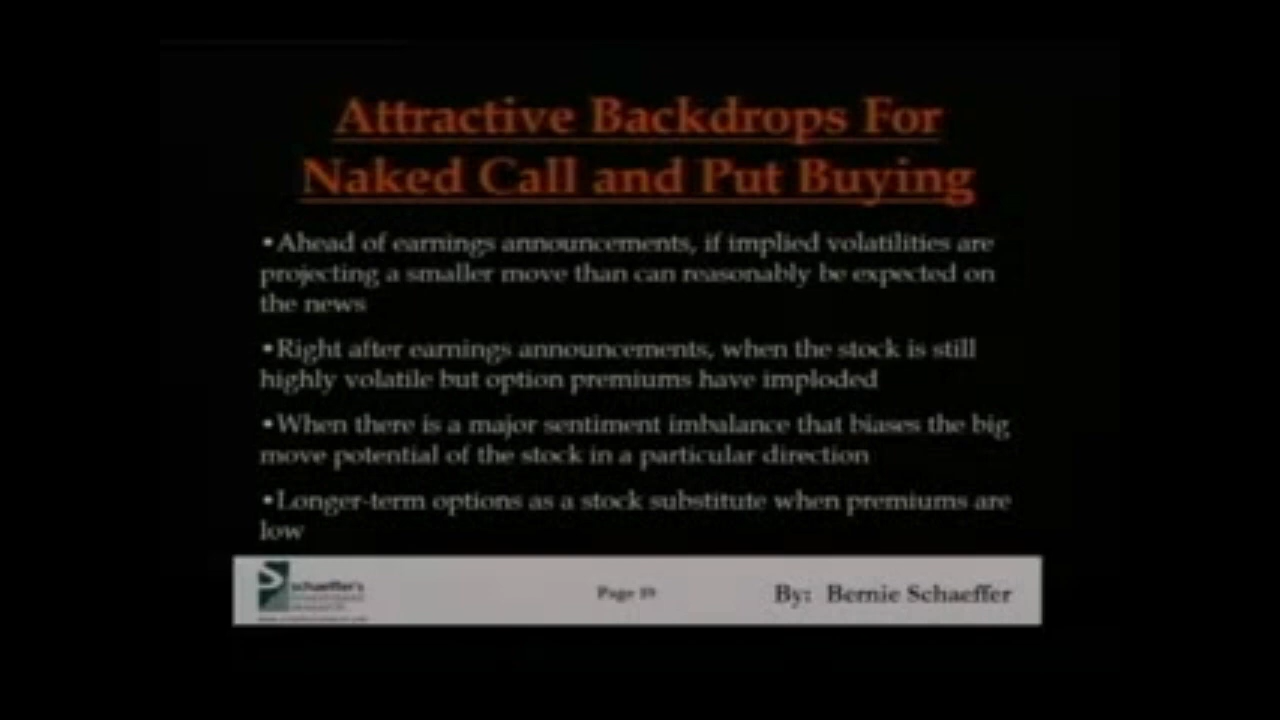 Attractive Backdrops For
Naked Call and Put Buying
•Ahead of earnings announcements, if implied volatilities are
projecting a smaller move than can reasonably be expected on
the news
•Right after earnings announcements, when the stock is still
highly volatile but option premiums have imploded
•When there is a major sentiment imbalance that biases the big
move potential of the stock in a particular direction
•Longer-term options as a stock substitute when premiums are
low
schaeffer's
Page
By: Bernie Schaeffer